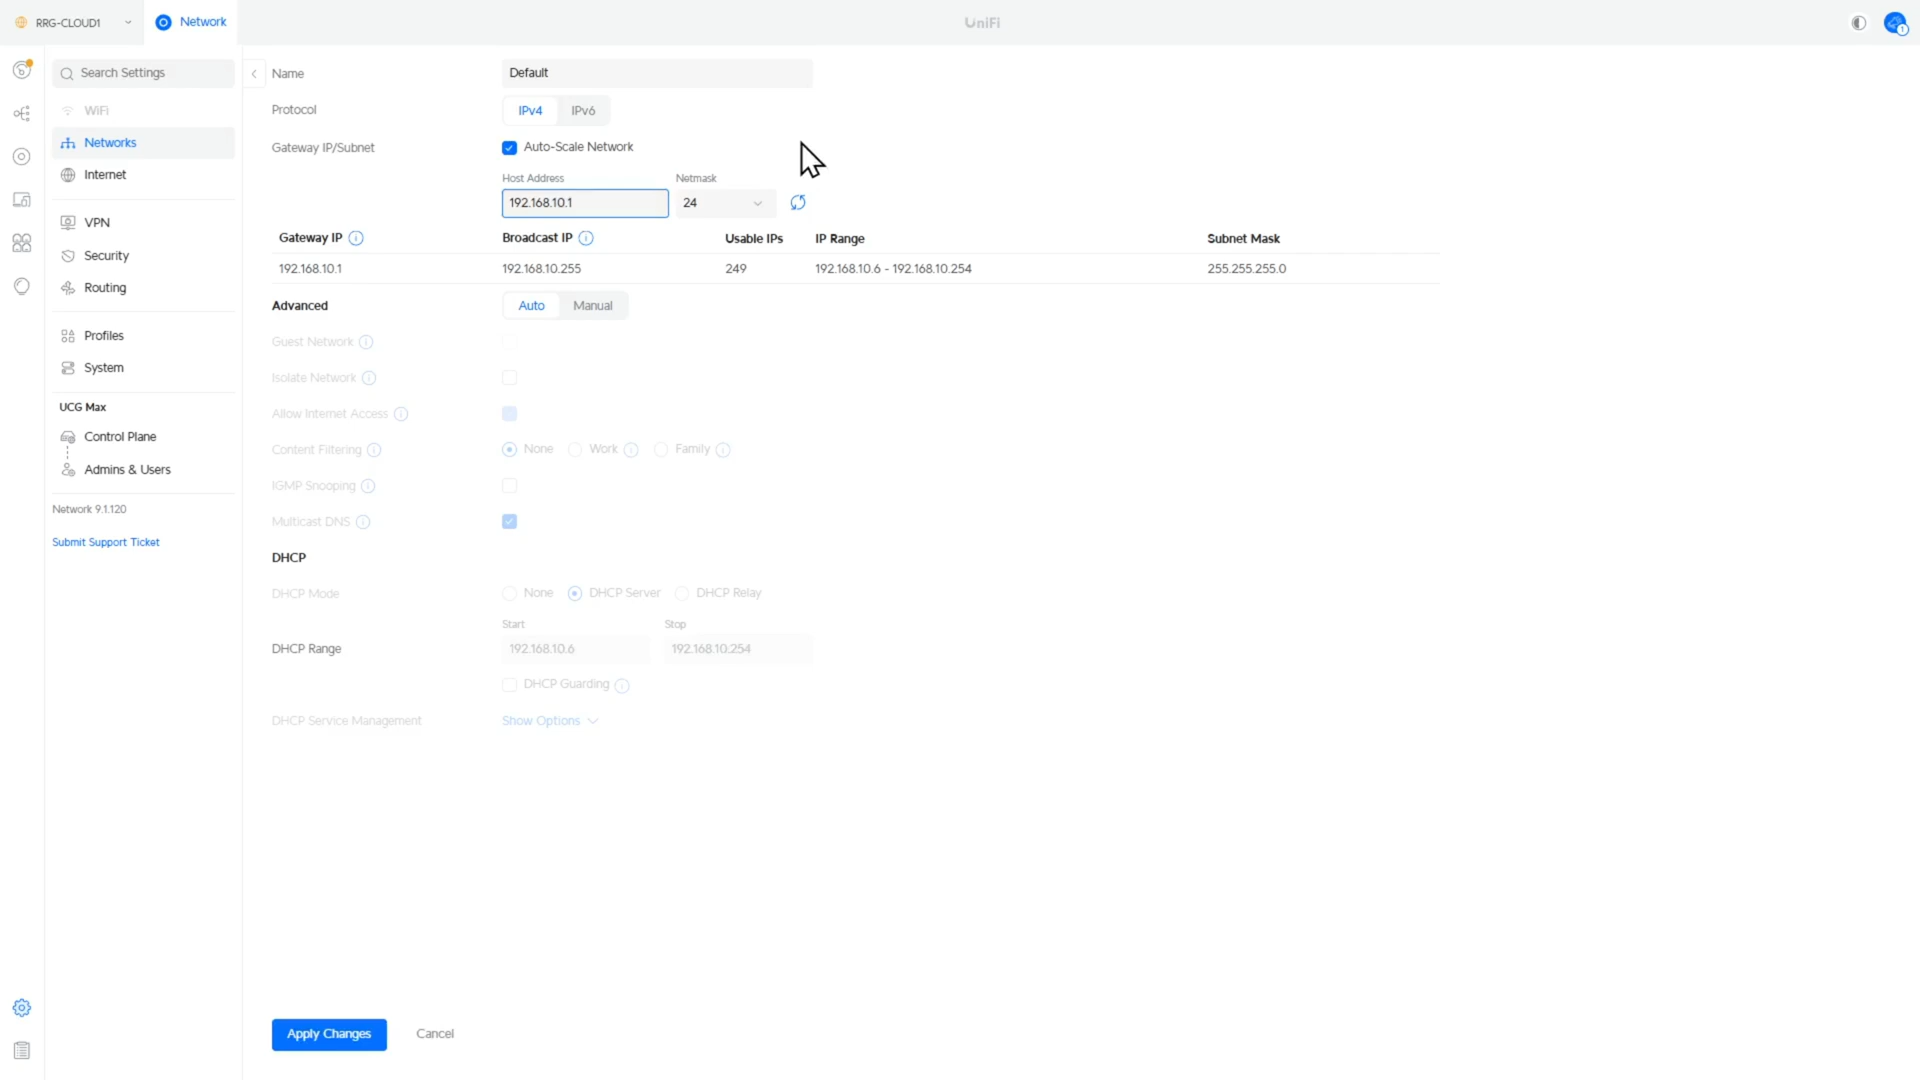 RRG-CLOUD1
Network
UniFi
1
Search Settings
WiFi
Networks
Internet
VPN
Security
Routing
Profiles
System
UCG Max
Control Plane
Admins & Users
Network 9.1.120
Submit Support Ticket
Name
Default
Protocol
IPv4 IPv6
Gateway IP/Subnet
Auto-Scale Network
Host Address Netmask
192.168.10.1 24
Gateway IP Broadcast IP Usable IPs IP Range Subnet Mask
192.168.10.1 192.168.10.255 249 192.168.10.6 - 192.168.10.254 255.255.255.0
Advanced Auto Manual
Guest Network
Isolate Network
Allow Internet Access
Content Filtering None Work Family
IGMP Snooping
Multicast DNS
DHCP
DHCP Mode None DHCP Server DHCP Relay
Start Stop
DHCP Range 192.168.10.6 192.168.10.254
DHCP Guarding
DHCP Service Management Show Options
Apply Changes Cancel